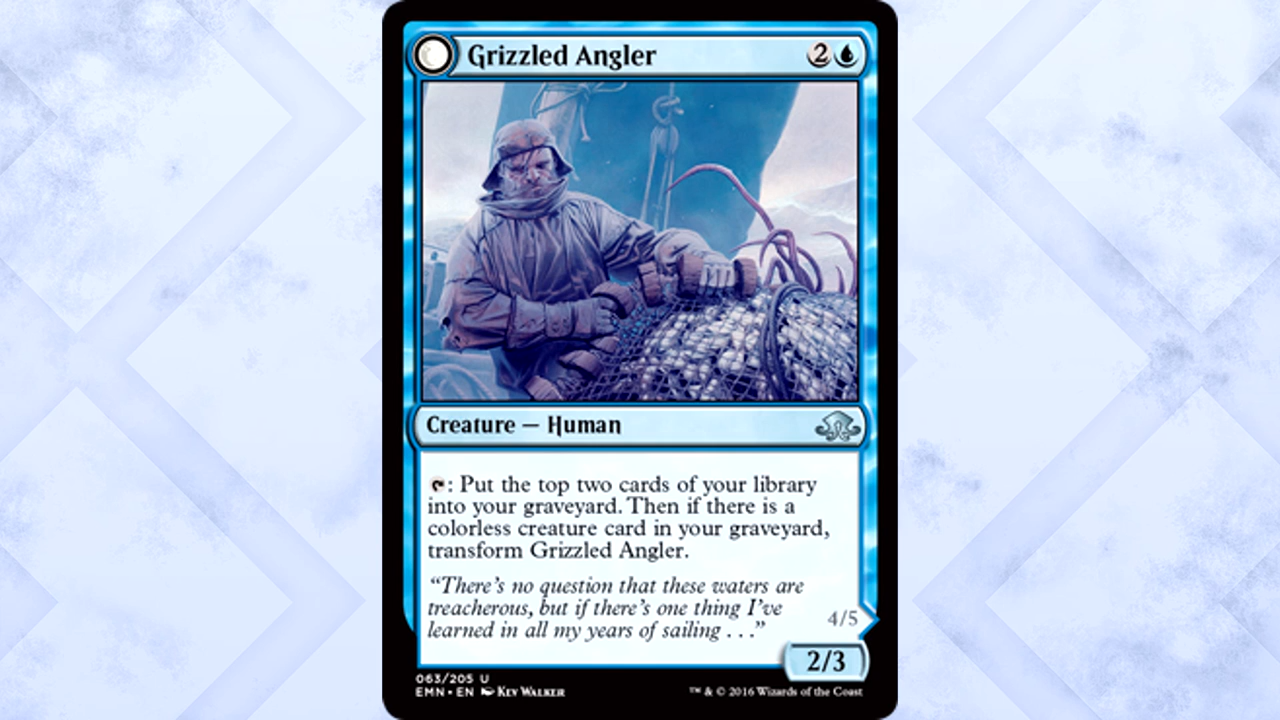 Grizzled Angler 2
Creature — Human
: Put the top two cards of your library
into your graveyard. Then if there is a
colorless creature card in your graveyard,
transform Grizzled Angler.
“There’s no question that these waters are
treacherous, but if there’s one thing I’ve
learned in all my years of sailing . . .”
4/5
2/3
063/205 U
EMN • EN Kev Walker
™ & © 2016 Wizards of the Coast